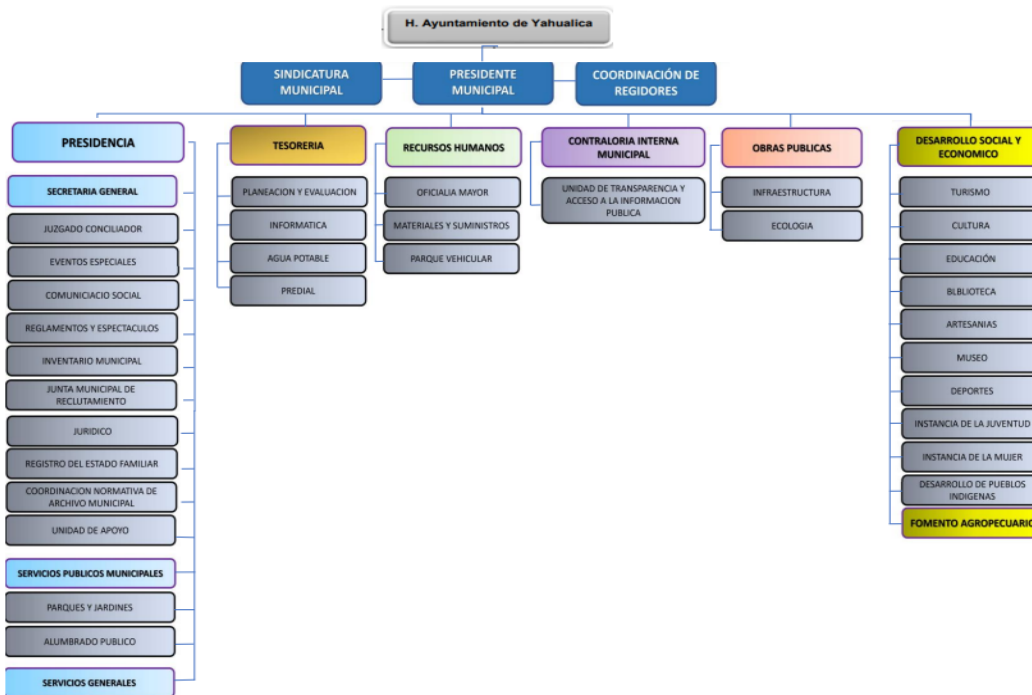 H. Ayuntamiento de Yahualica
SINDICATURA
MUNICIPAL
PRESIDENTE
MUNICIPAL
COORDINACIÓN DE
REGIDORES
PRESIDENCIA
SECRETARIA GENERAL
JUZGADO CONCILIADOR
EVENTOS ESPECIALES
COMUNICIACIO SOCIAL
REGLAMENTOS Y ESPECTACULOS
INVENTARIO MUNICIPAL
JUNTA MUNICIPAL DE
RECLUTAMIENTO
JURIDICO
REGISTRO DEL ESTADO FAMILIAR
COORDINACION NORMATIVA DE
ARCHIVO MUNICIPAL
UNIDAD DE APOYO
SERVICIOS PUBLICOS MUNICIPALES
PARQUES Y JARDINES
ALUMBRADO PUBLICO
SERVICIOS GENERALES
TESORERIA
PLANEACION Y EVALUACION
INFORMATICA
AGUA POTABLE
PREDIAL
RECURSOS HUMANOS
OFICIALIA MAYOR
MATERIALES Y SUMINISTROS
PARQUE VEHICULAR
CONTRALORIA INTERNA
MUNICIPAL
UNIDAD DE TRANSPARENCIA Y
ACCESO A LA INFORMACION
PUBLICA
OBRAS PUBLICAS
INFRAESTRUCTURA
ECOLOGIA
DESARROLLO SOCIAL Y
ECONOMICO
TURISMO
CULTURA
EDUCACIÓN
BLBLIOTECA
ARTESANIAS
MUSEO
DEPORTES
INSTANCIA DE LA JUVENTUD
INSTANCIA DE LA MUJER
DESARROLLO DE PUEBLOS
INDIGENAS
FOMENTO AGROPECUARIO